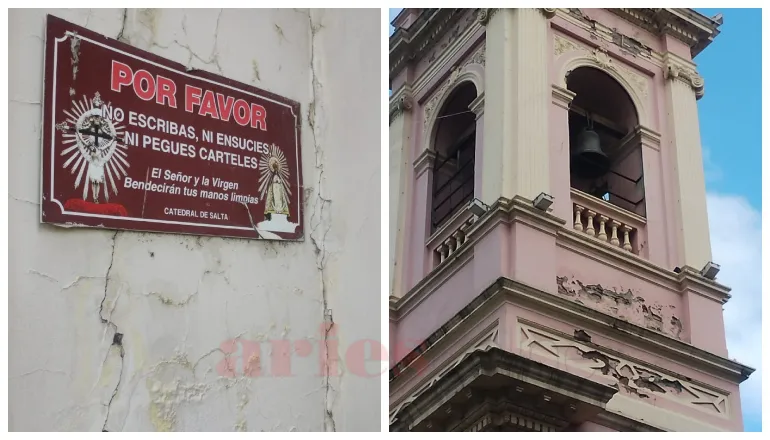 POR FAVOR
NO ESCRIBAS, NI ENSUCIES,
NI PEGUES CARTELES
El Señor y la Virgen
Bendecirán tus manos limpias
CATEDRAL DE SALTA
aries